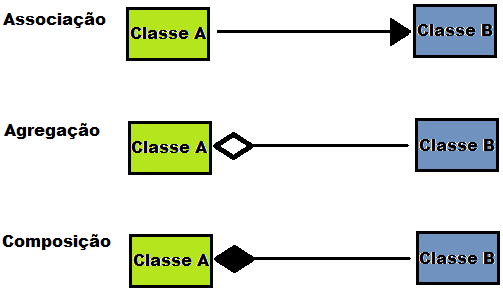 Associação
Classe A
Classe B
Agregação
Classe A
Classe B
Composição
Classe A
Classe B